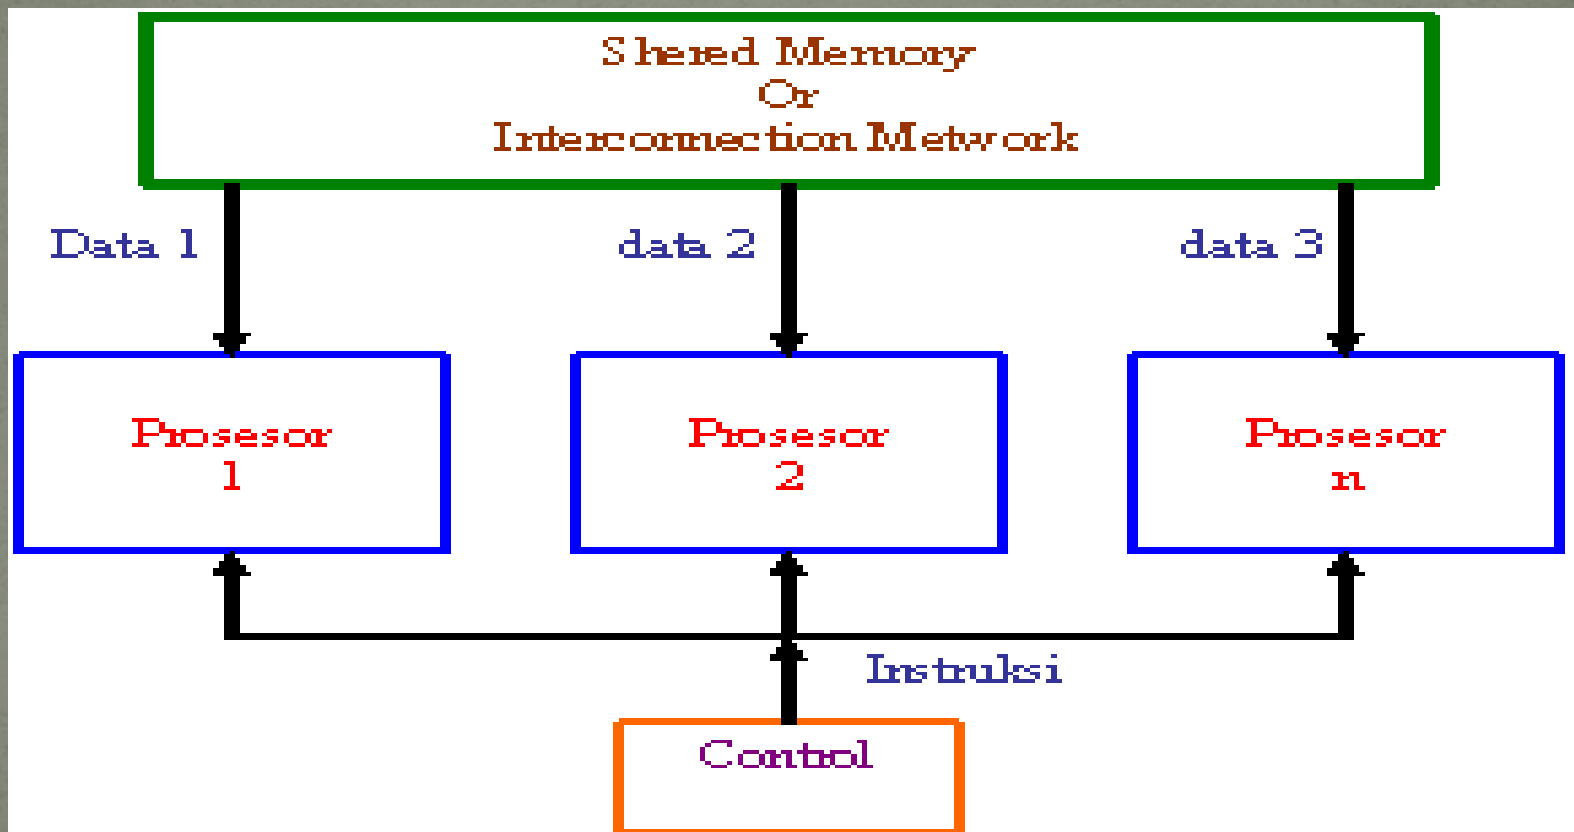 Shered Memory
Or
Interconnection Metwork
Data 1 data 2 data 3
Prosesor
1
Prosesor
2
Prosesor
n
Instruksi
Control